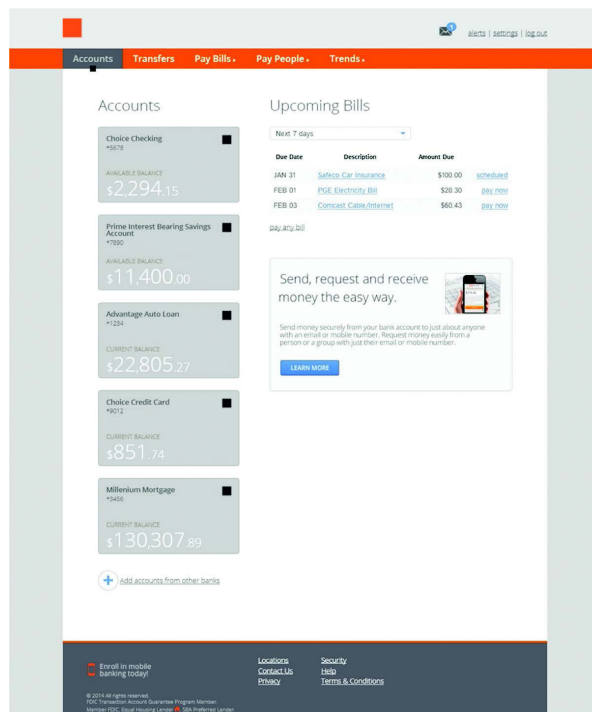 1
alerts | settings | log out
Accounts Transfers Pay Bills Pay People Trends
Accounts
Choice Checking
*5678
AVAILABLE BALANCE
$2,294.15
Prime Interest Bearing Savings
Account
*7890
AVAILABLE BALANCE
$11,400.00
Advantage Auto Loan
*1234
CURRENT BALANCE
$22,805.27
Choice Credit Card
*9012
CURRENT BALANCE
$851.74
Millenium Mortgage
*3456
CURRENT BALANCE
$130,307.89
Add accounts from other banks
Upcoming Bills
Next 7 days
Due Date Description Amount Due
JAN 31 Safeco Car Insurance $100.00 scheduled
FEB 01 PGE Electricity Bill $28.30 pay now
FEB 03 Comcast Cable/Internet $60.43 pay now
pay any bill
Send, request and receive
money the easy way.
Send money securely from your bank account to just about anyone
with an email or mobile number. Request money easily from a
person or a group with just their email or mobile number.
LEARN MORE
Enroll in mobile
banking today!
Locations
Contact Us
Privacy
Security
Help
Terms & Conditions
© 2014 All rights reserved.
FDIC Transaction Account Guarantee Program Member.
Member FDIC. Equal Housing Lender SBA Preferred Lender.